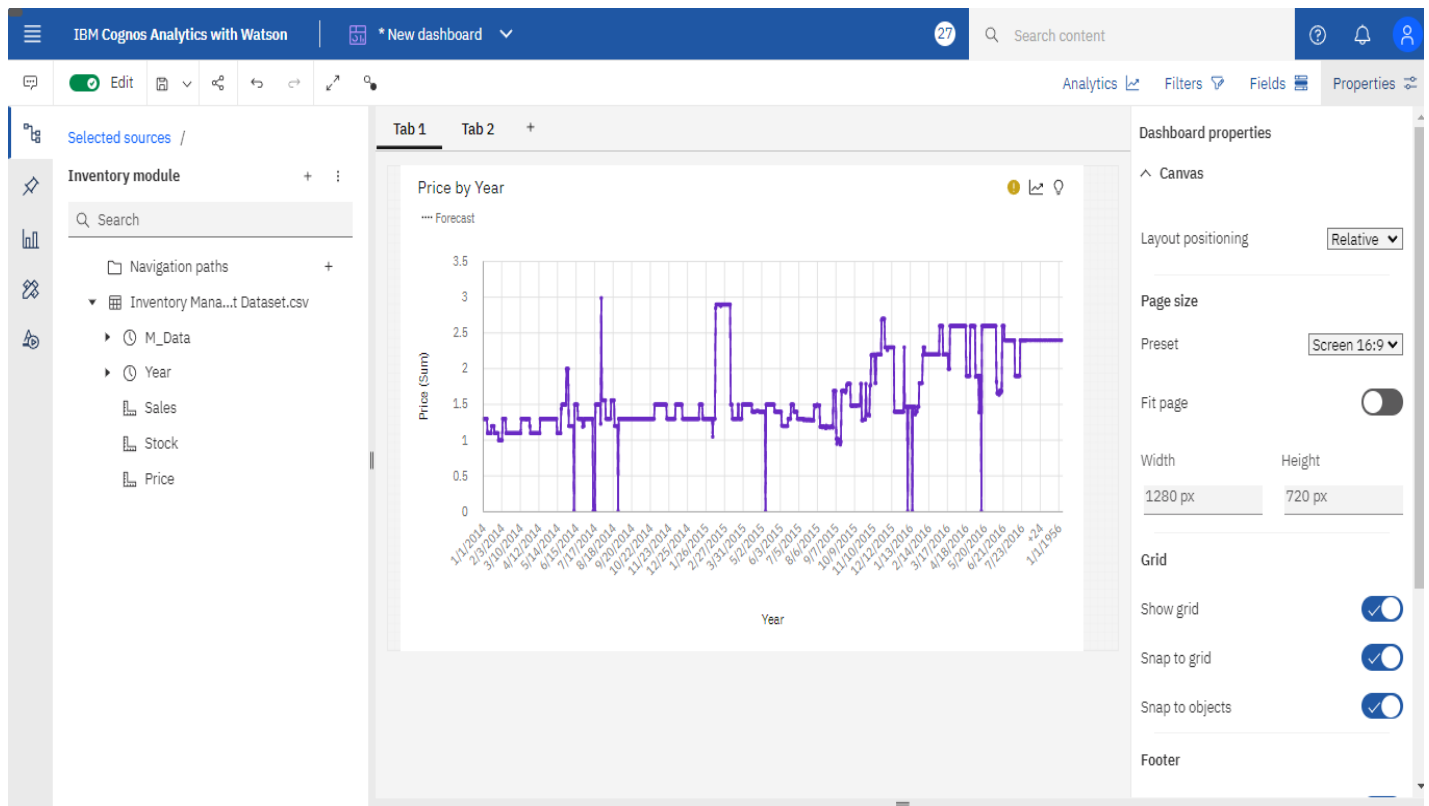 IBM Cognos Analytics with Watson
* New dashboard
27
Search content
Edit
Analytics
Filters
Fields
Properties
Selected sources /
Inventory module
Search
Navigation paths
Inventory Mana...t Dataset.csv
M_Data
Year
Sales
Stock
Price
Tab 1 Tab 2 +
Price by Year
Forecast
3.5
3
2.5
2
1.5
1
0.5
0
Price (Sum)
1/1/2014
2/3/2014
3/10/2014
4/12/2014
5/14/2014
6/15/2014
7/17/2014
8/18/2014
9/20/2014
10/22/2014
11/23/2014
12/25/2014
1/26/2015
2/27/2015
3/31/2015
5/2/2015
6/3/2015
7/5/2015
8/6/2015
9/7/2015
10/9/2015
11/10/2015
12/12/2015
1/13/2016
2/14/2016
3/17/2016
4/18/2016
5/20/2016
6/21/2016
7/23/2016
+24
1/1/1956
Year
Dashboard properties
Canvas
Layout positioning Relative
Page size
Preset Screen 16:9
Fit page
Width Height
1280 px 720 px
Grid
Show grid
Snap to grid
Snap to objects
Footer